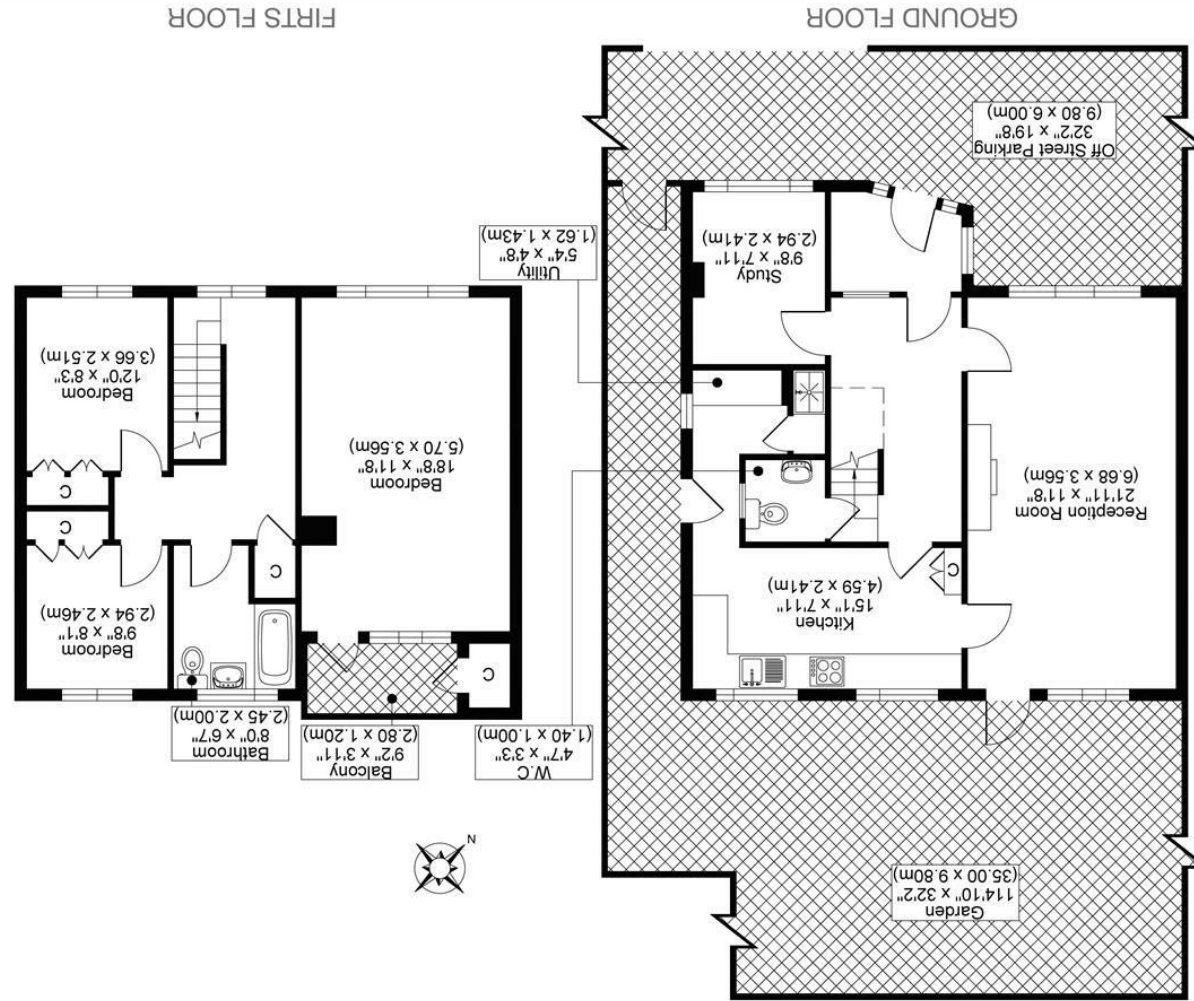 Garden
114'10" x 32'2"
(35.00 x 9.80m)
N
W.C
4'7" x 3'3
(1.40 x 1.00m)
Balcony
9'2" x 3'11"
(2.80 x 1.20m)
Bathroom
8'0" x 6'7"
(2.45 x 2.00m)
C
Kitchen
15'1" x 7'11"
(4.59 x 2.41m)
C
Bedroom
9'8" x 8'1"
(2.94 x 2.46m)
C
C
C
Reception Room
21'11" x 11'8
(6.68 x 3.56m)
Bedroom
18'8" x 11'8"
(5.70 x 3.56m)
Bedroom
12'0" x 8'3"
(3.66 x 2.51m)
Study
9'8" x 7'11"
(2.94 x 2.41m)
Utility
5'4" x 4'8"
(1.62 x 1.43m)
Off Street Parking
32'2" x 19'8"
(9.80 x 6.00m)
GROUND FLOOR
FIRTS FLOOR